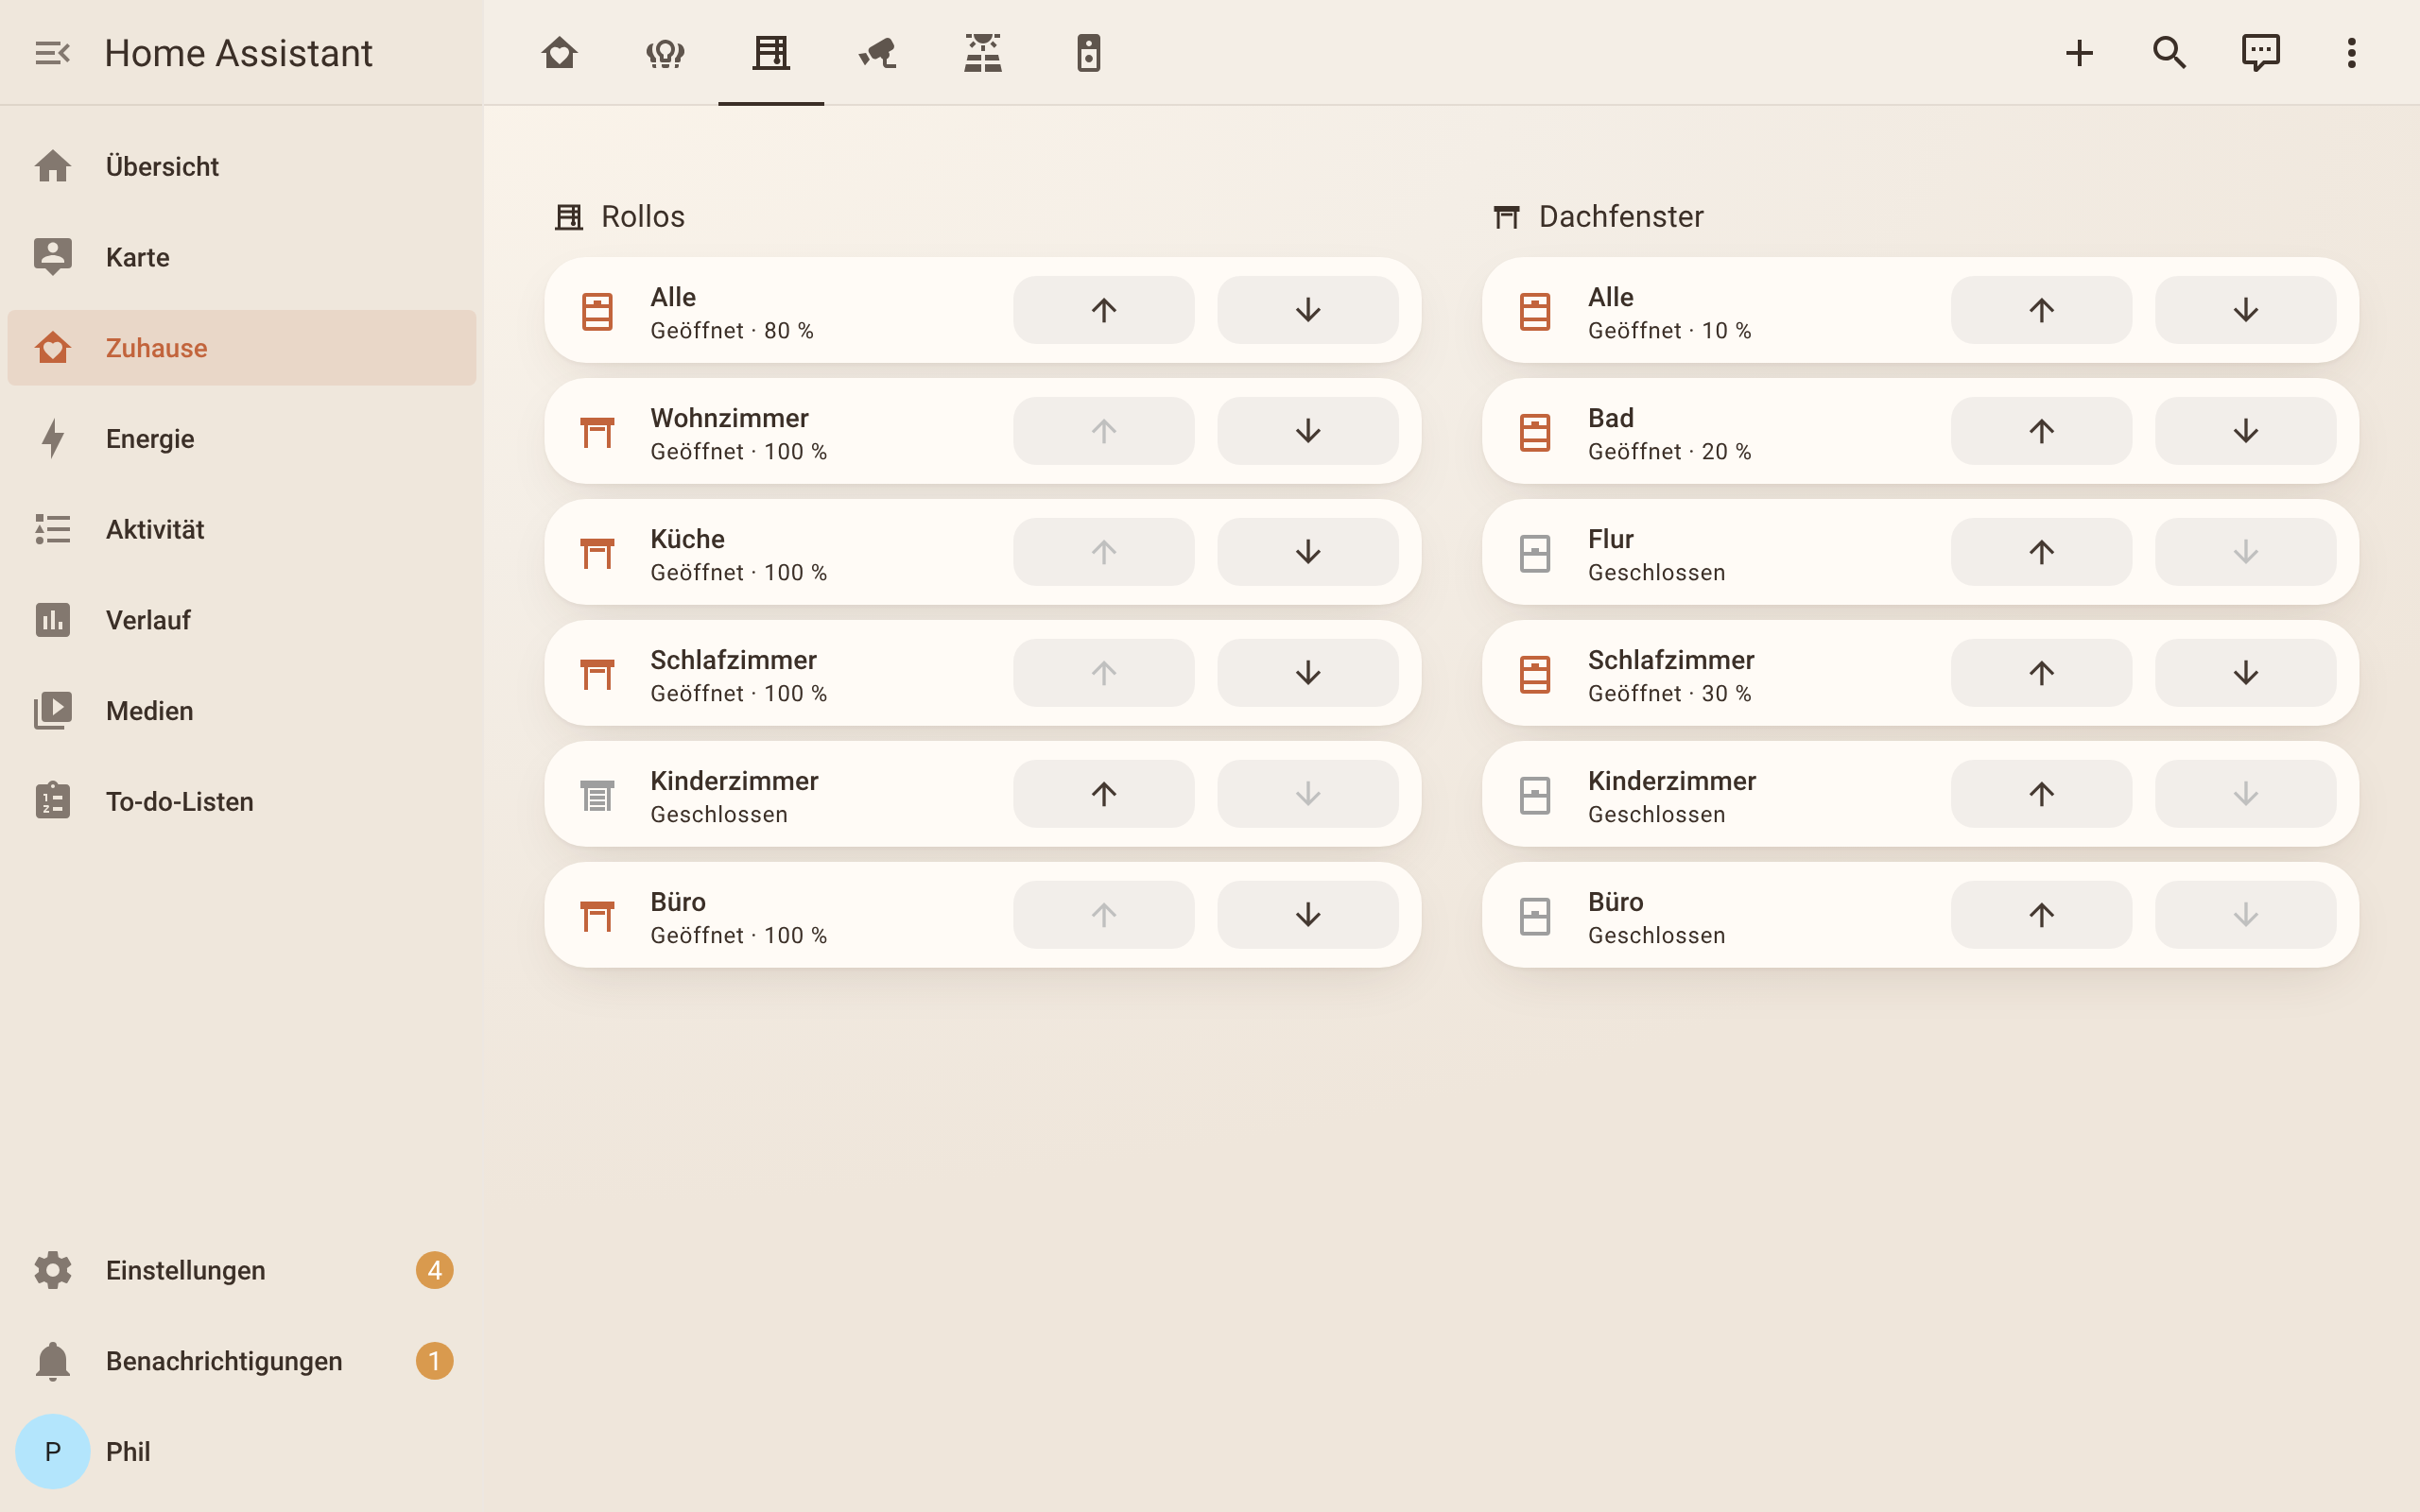 Home Assistant
Übersicht
Karte
Zuhause
Energie
Aktivität
Verlauf
Medien
To-do-Listen
Einstellungen
4
Benachrichtigungen
1
P
Phil
Rollos
Alle
Geöffnet · 80 %
Wohnzimmer
Geöffnet · 100 %
Küche
Geöffnet · 100 %
Schlafzimmer
Geöffnet · 100 %
Kinderzimmer
Geschlossen
Büro
Geöffnet · 100 %
Dachfenster
Alle
Geöffnet · 10 %
Bad
Geöffnet · 20 %
Flur
Geschlossen
Schlafzimmer
Geöffnet · 30 %
Kinderzimmer
Geschlossen
Büro
Geschlossen